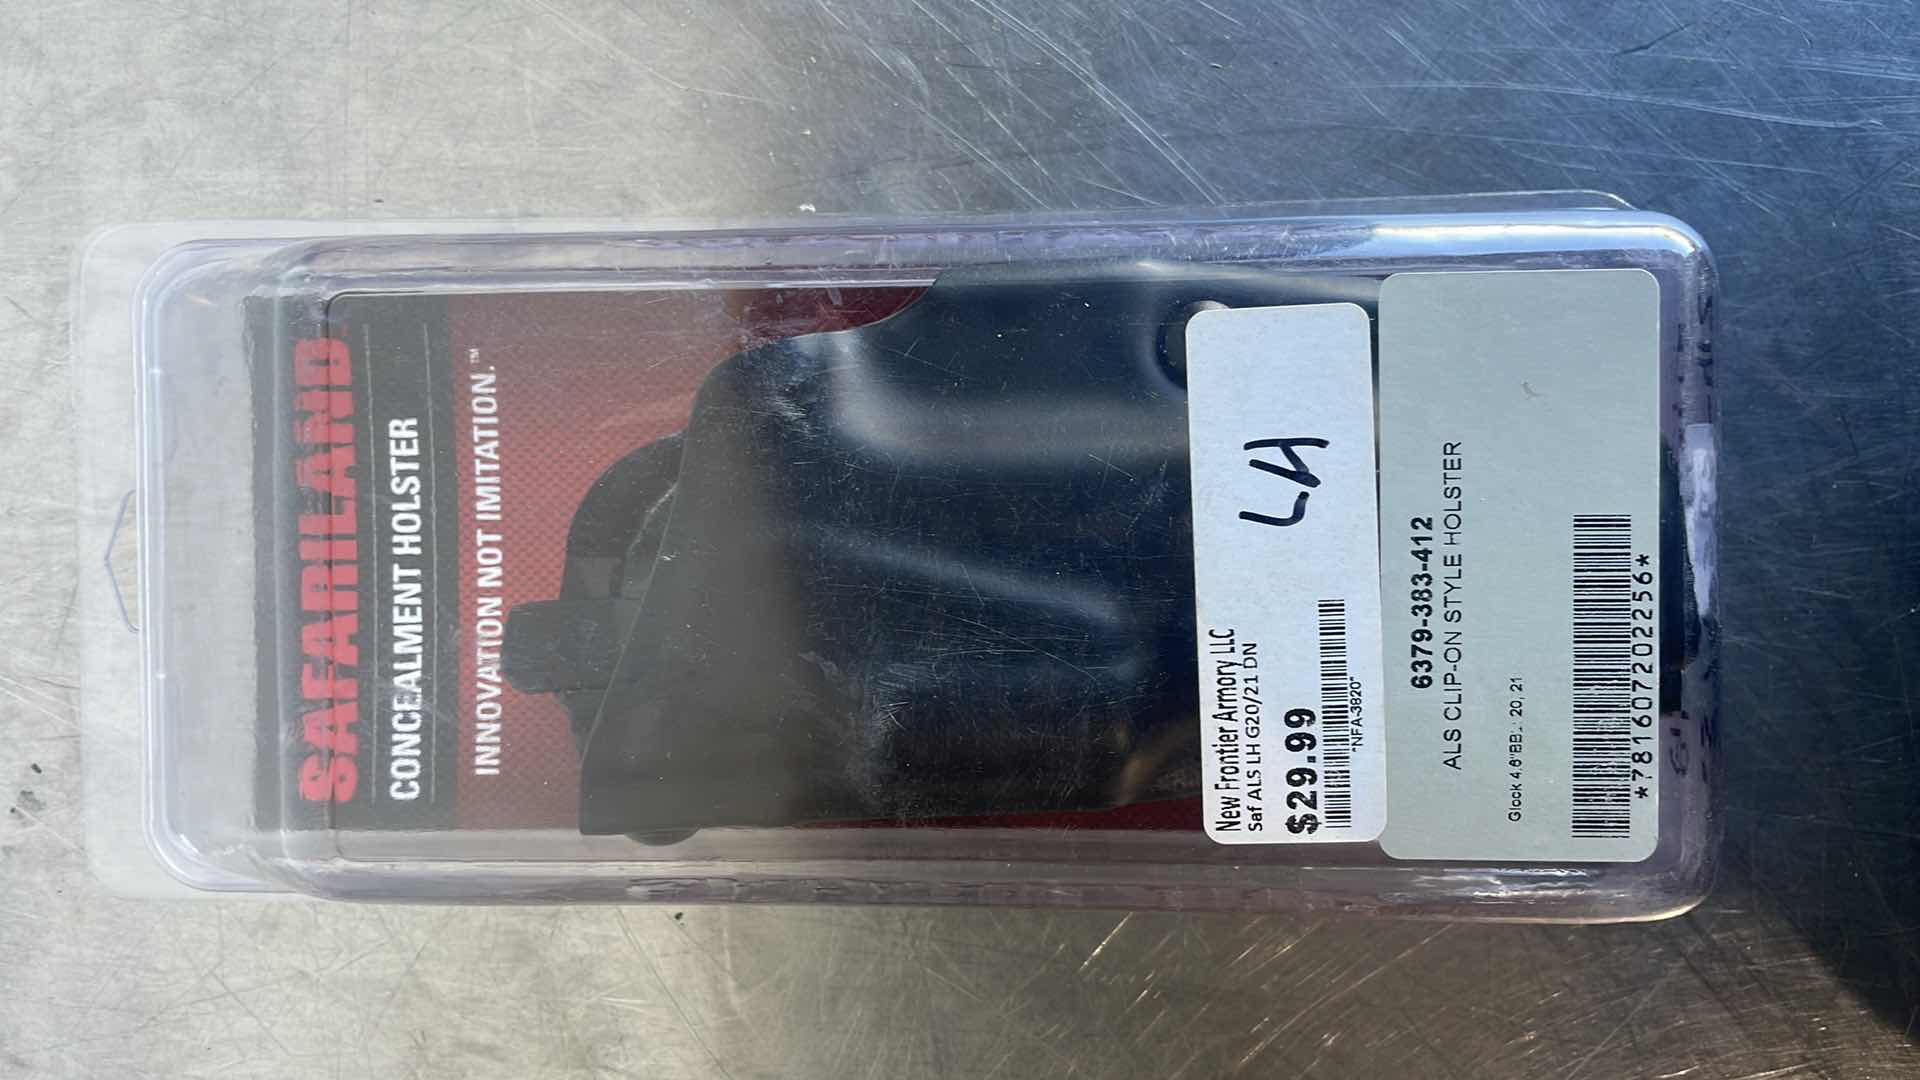 SAFARILAND
CONCEALMENT HOLSTER
INNOVATION NOT IMITATION.™
LH
New Frontier Armory LLC
Saf ALS LH G20/21 DN
$29.99
*NFA-3820*
6379-383-412
ALS CLIP-ON STYLE HOLSTER
Glock 4.6"BBL: 20, 21
*781607202256*